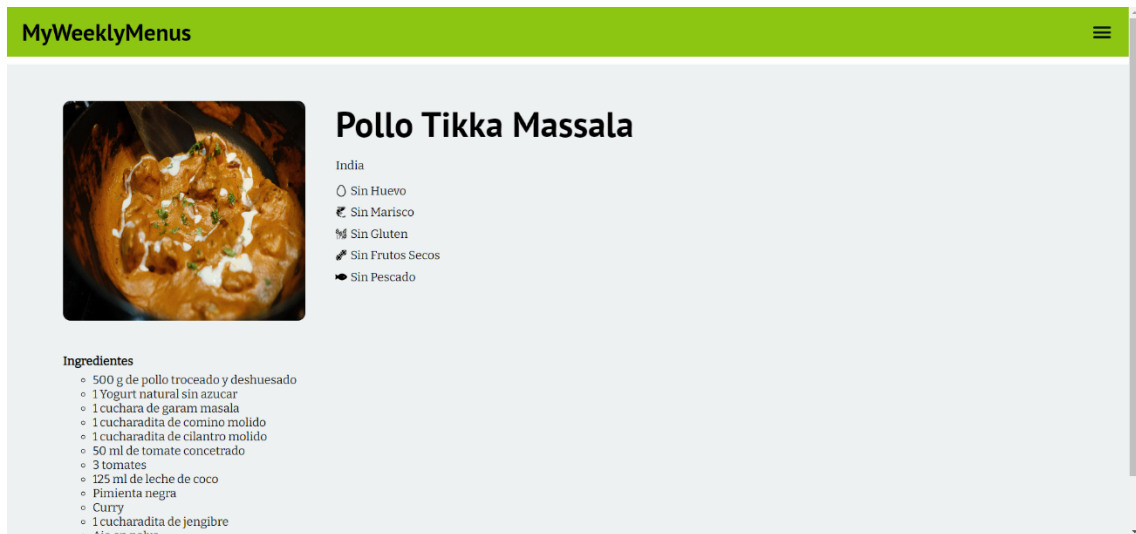 MyWeeklyMenus
Pollo Tikka Massala
India
Sin Huevo
Sin Marisco
Sin Gluten
Sin Frutos Secos
Sin Pescado
Ingredientes
500 g de pollo troceado y deshuesado
1 Yogurt natural sin azucar
1 cuchara de garam masala
1 cucharadita de comino molido
1 cucharadita de cilantro molido
50 ml de tomate concetrado
3 tomates
125 ml de leche de coco
Pimienta negra
Curry
1 cucharadita de jengibre